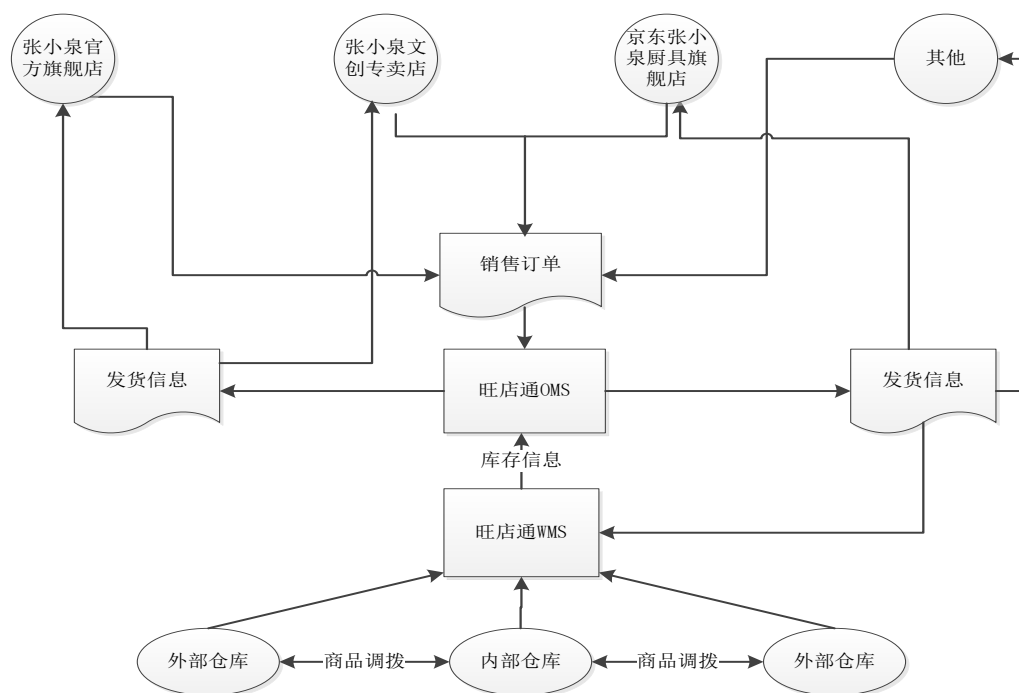 张小泉官
方旗舰店
张小泉文
创专卖店
京东张小
泉厨具旗
舰店
其他
销售订单
发货信息
旺店通OMS
发货信息
库存信息
旺店通WMS
外部仓库
商品调拨
内部仓库
商品调拨
外部仓库